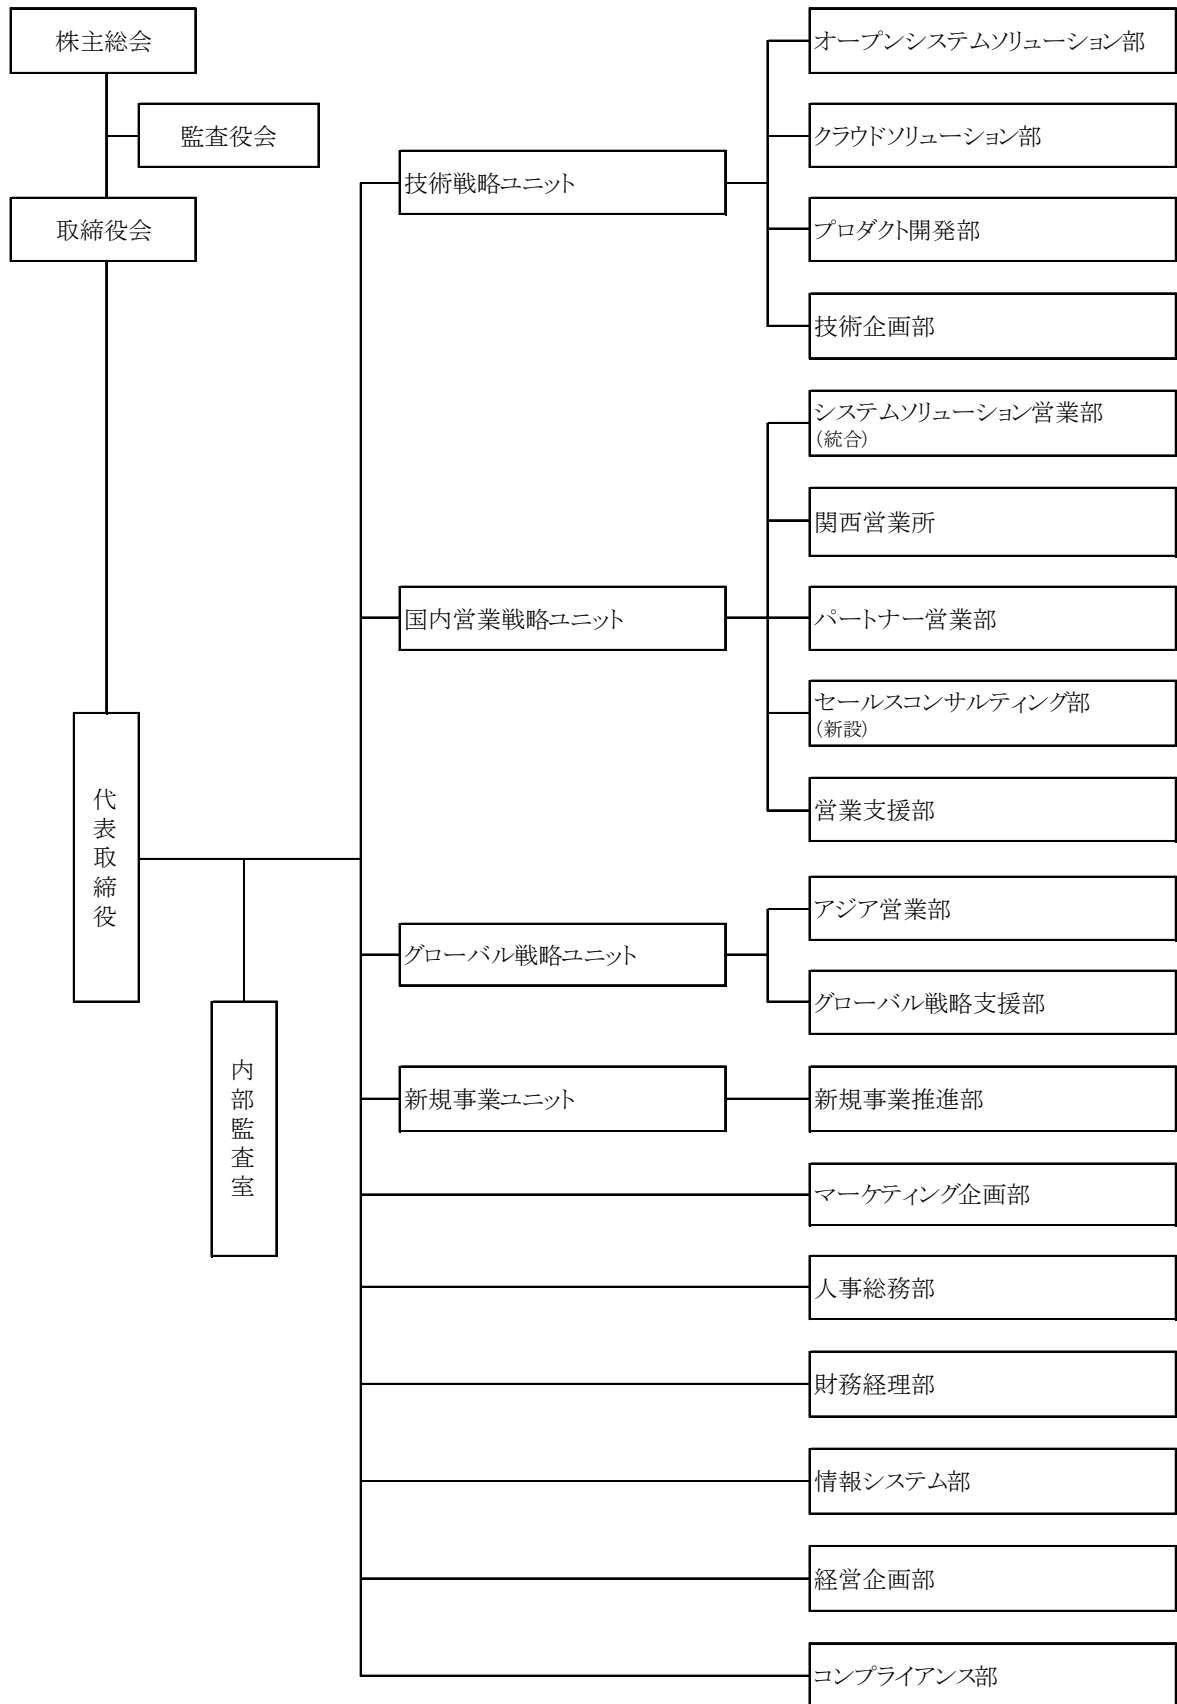 株主総会
監査役会
取締役会
代表取締役
内部監査室
技術戦略ユニット
オープンシステムソリューション部
クラウドソリューション部
プロダクト開発部
技術企画部
国内営業戦略ユニット
システムソリューション営業部
(統合)
関西営業所
パートナー営業部
セールスコンサルティング部
(新設)
営業支援部
グローバル戦略ユニット
アジア営業部
グローバル戦略支援部
新規事業ユニット
新規事業推進部
マーケティング企画部
人事総務部
財務経理部
情報システム部
経営企画部
コンプライアンス部